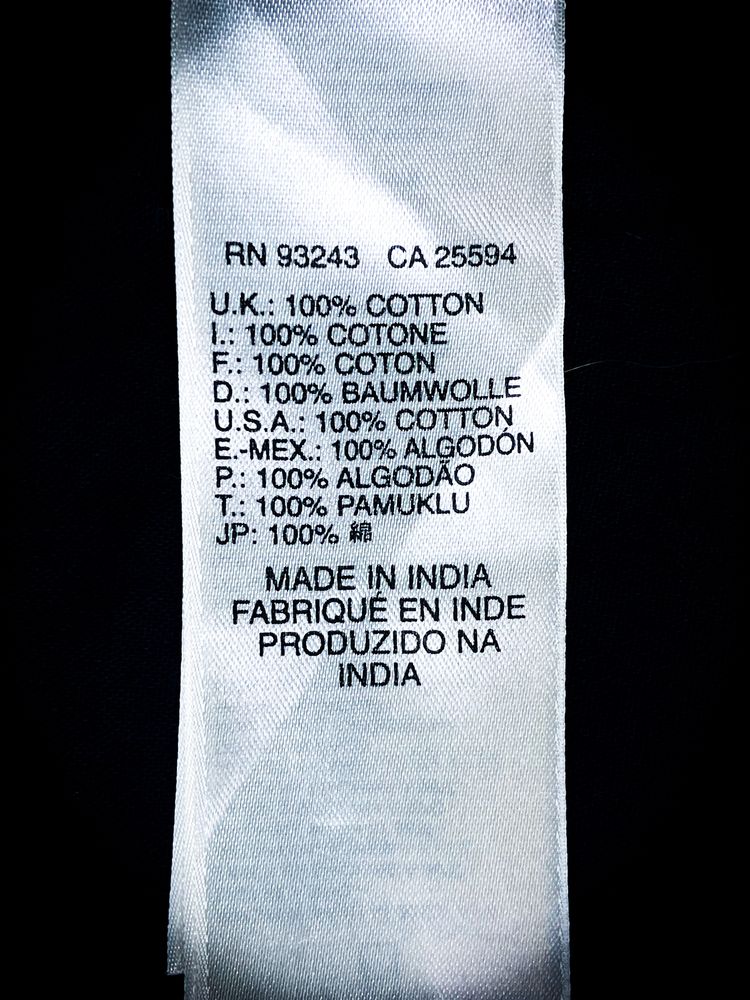 RN 93243 CA 25594
U.K.: 100% COTTON
I.: 100% COTONE
F.: 100% COTON
D.: 100% BAUMWOLLE
U.S.A.: 100% COTTON
E.-MEX.: 100% ALGODÓN
P.: 100% ALGODÃO
T.: 100% PAMUKLU
JP: 100% 綿
MADE IN INDIA
FABRIQUÉ EN INDE
PRODUZIDO NA
INDIA